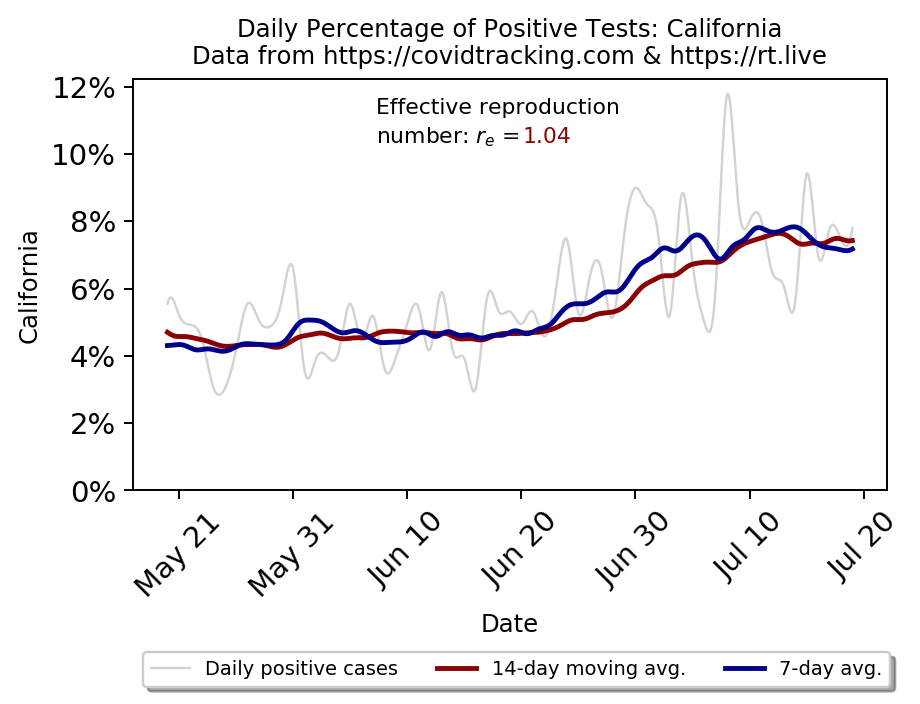 Daily Percentage of Positive Tests: California
Data from https://covidtracking.com & https://rt.live
Effective reproduction
number: rₑ =1.04
12%
10%
8%
6%
4%
2%
0%
California
May 21
May 31
Jun 10
Jun 20
Jun 30
Jul 10
Jul 20
Date
Daily positive cases
14-day moving avg.
7-day avg.